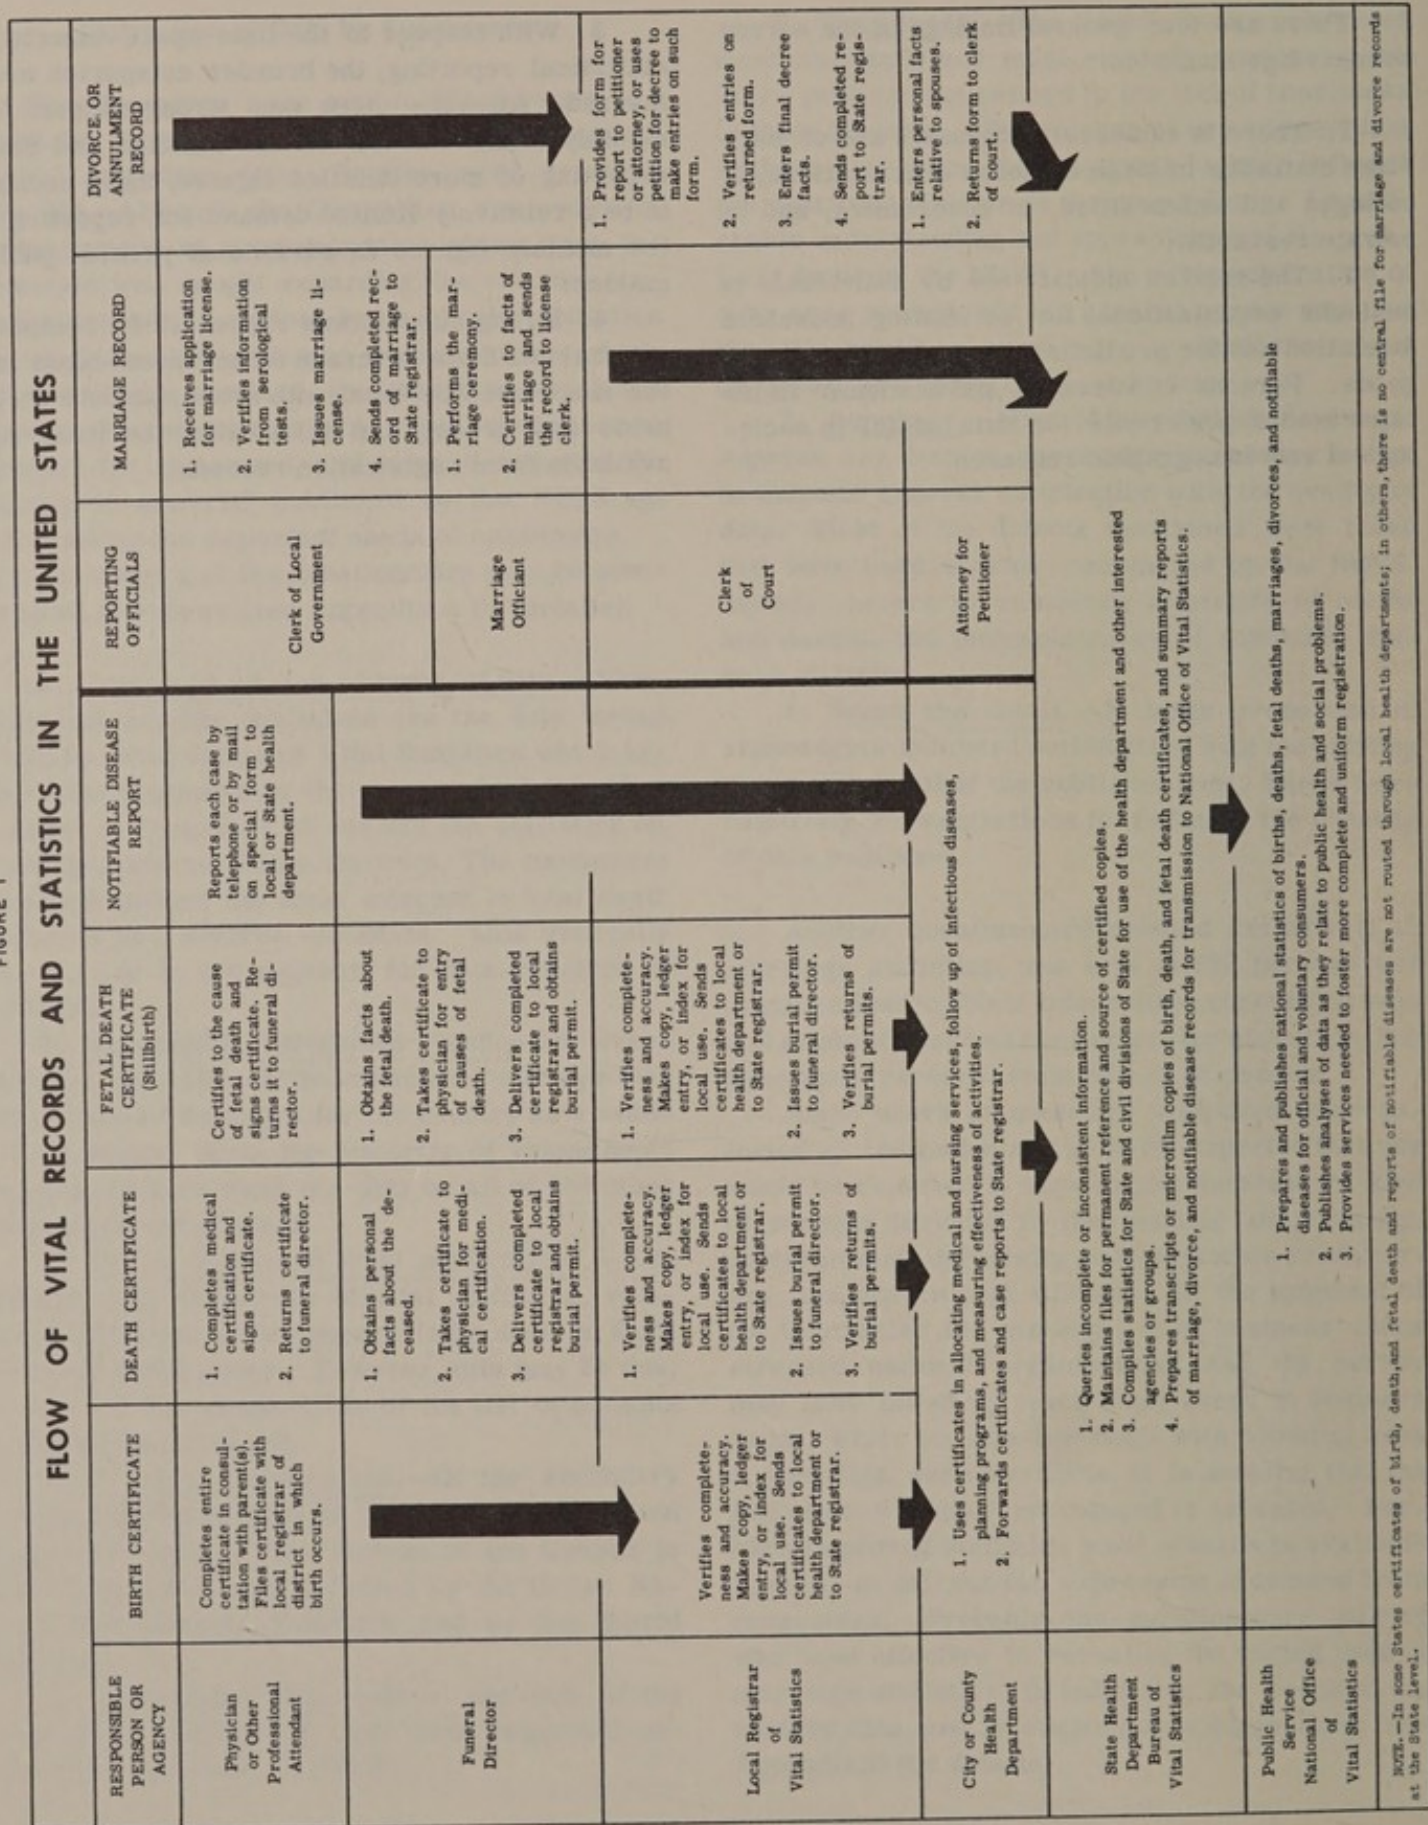 FIGURE 1
FLOW OF VITAL RECORDS AND STATISTICS IN THE UNITED STATES
RESPONSIBLE
PERSON OR
AGENCY
BIRTH CERTIFICATE
DEATH CERTIFICATE
FETAL DEATH
CERTIFICATE
(Stillbirth)
NOTIFIABLE DISEASE
REPORT
REPORTING
OFFICIALS
MARRIAGE RECORD
DIVORCE OR
ANNULMENT
RECORD
Physician
or Other
Professional
Attendant
Completes entire
certificate in consul-
tation with parent(s).
Files certificate with
local registrar of
district in which
birth occurs.
1. Completes medical
certification and
signs certificate.
2. Returns certificate
to funeral director.
Certifies to the cause
of fetal death and
signs certificate. Re-
turns it to funeral di-
rector.
Reports each case by
telephone or by mail
on special form to
local or State health
department.
Clerk of Local
Government
1. Receives application
for marriage license.
2. Verifies information
from serological
tests.
3. Issues marriage li-
cense.
4. Sends completed rec-
ord of marriage to
State registrar.
Funeral
Director
1. Obtains personal
facts about the de-
ceased.
2. Takes certificate to
physician for medi-
cal certification.
3. Delivers completed
certificate to local
registrar and obtains
burial permit.
1. Obtains facts about
the fetal death.
2. Takes certificate to
physician for entry
of causes of fetal
death.
3. Delivers completed
certificate to local
registrar and obtains
burial permit.
Marriage
Officiant
1. Performs the mar-
riage ceremony.
2. Certifies to facts of
marriage and sends
the record to license
clerk.
Local Registrar
of
Vital Statistics
Verifies complete-
ness and accuracy.
Makes copy, ledger
entry, or index for
local use. Sends
certificates to local
health department or
to State registrar.
1. Verifies complete-
ness and accuracy.
Makes copy, ledger
entry, or index for
local use. Sends
certificates to local
health department or
to State registrar.
2. Issues burial permit
to funeral director.
3. Verifies returns of
burial permits.
1. Verifies complete-
ness and accuracy.
Makes copy, ledger
entry, or index for
local use. Sends
certificates to local
health department or
to State registrar.
2. Issues burial permit
to funeral director.
3. Verifies returns of
burial permits.
Clerk
of
Court
1. Provides form for
report to petitioner
or attorney, or uses
petition for decree to
make entries on such
form.
2. Verifies entries on
returned form.
3. Enters final decree
facts.
4. Sends completed re-
port to State regis-
trar.
City or County
Health
Department
1. Uses certificates in allocating medical and nursing services, follow up of infectious diseases,
planning programs, and measuring effectiveness of activities.
2. Forwards certificates and case reports to State registrar.
Attorney for
Petitioner
1. Enters personal facts
relative to spouses.
2. Returns form to clerk
of court.
State Health
Department
Bureau of
Vital Statistics
1. Queries incomplete or inconsistent information.
2. Maintains files for permanent reference and source of certified copies.
3. Compiles statistics for State and civil divisions of State for use of the health department and other interested
agencies or groups.
4. Prepares transcripts or microfilm copies of birth, death, and fetal death certificates, and summary reports
of marriage, divorce, and notifiable disease records for transmission to National Office of Vital Statistics.
Public Health
Service
National Office
of
Vital Statistics
1. Prepares and publishes national statistics of births, deaths, fetal deaths, marriages, divorces, and notifiable
diseases for official and voluntary consumers.
2. Publishes analyses of data as they relate to public health and social problems.
3. Provides services needed to foster more complete and uniform registration.
NOTE.—In some States certificates of birth, death, and fetal death and reports of notifiable diseases are not routed through local health departments; in others, there is no central file for marriage and divorce records
at the State level.